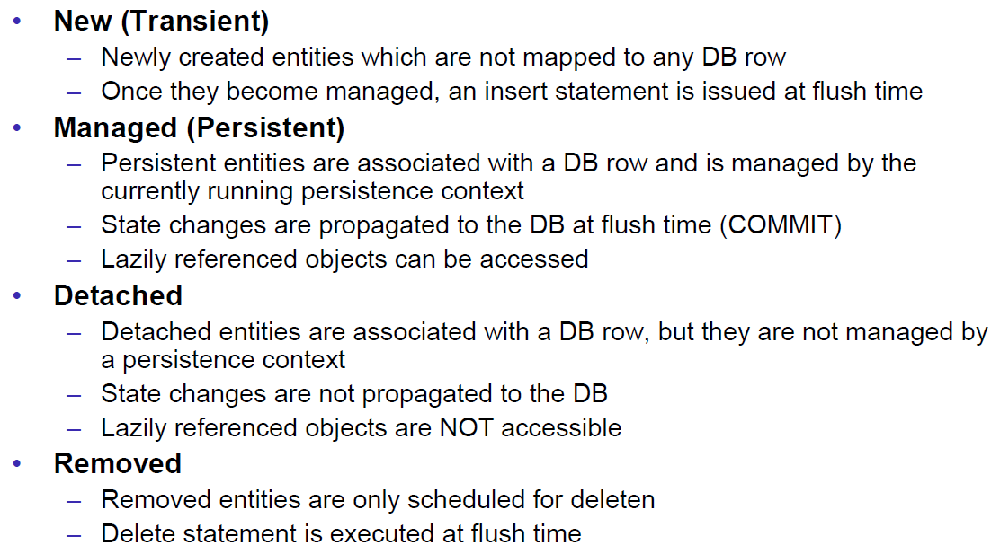 • New (Transient)
– Newly created entities which are not mapped to any DB row
– Once they become managed, an insert statement is issued at flush time
• Managed (Persistent)
– Persistent entities are associated with a DB row and is managed by the
currently running persistence context
– State changes are propagated to the DB at flush time (COMMIT)
– Lazily referenced objects can be accessed
• Detached
– Detached entities are associated with a DB row, but they are not managed by
a persistence context
– State changes are not propagated to the DB
– Lazily referenced objects are NOT accessible
• Removed
– Removed entities are only scheduled for deleten
– Delete statement is executed at flush time